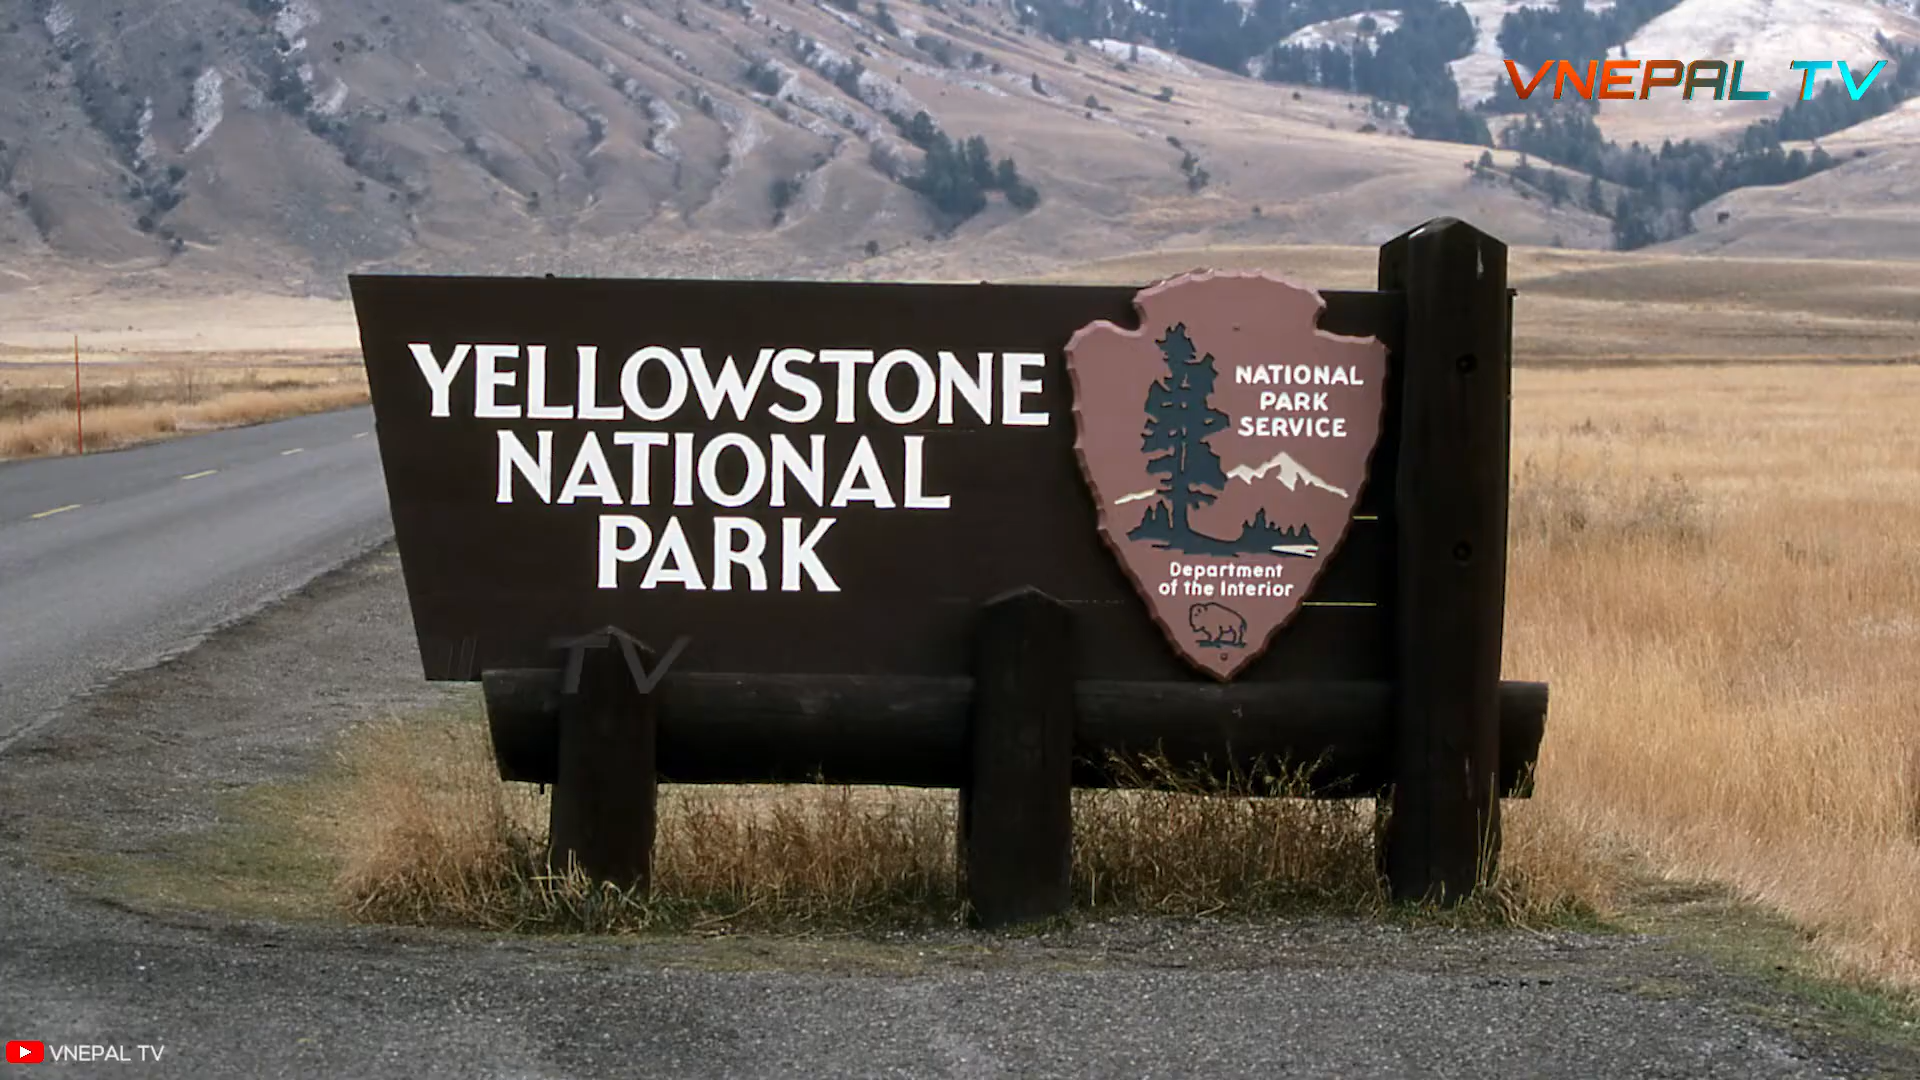 VNEPAL TV
YELLOWSTONE
NATIONAL
PARK
NATIONAL
PARK
SERVICE
Department
of the Interior
TV
VNEPAL TV